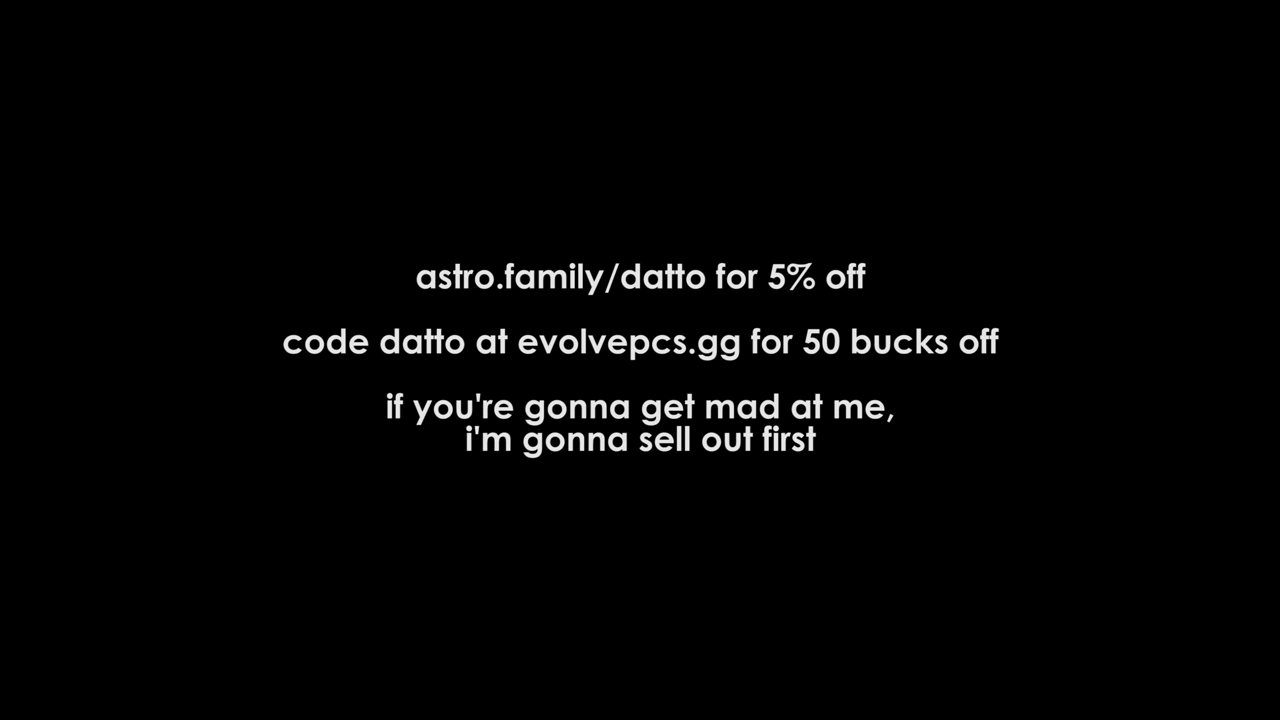 astro.family/datto for 5% off
code datto at evolvepcs.gg for 50 bucks off
if you're gonna get mad at me,
i'm gonna sell out first